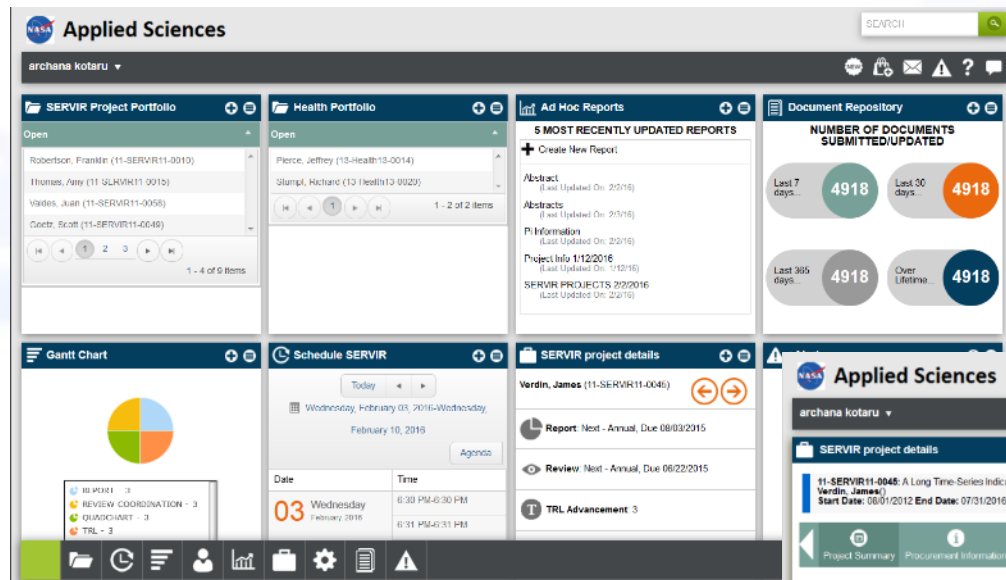 NASA Applied Sciences
SEARCH
archana kotaru
NEW
SERVIR Project Portfolio
Open
Robertson, Franklin (11-SERVIR11-0010)
Thomas, Amy (11-SERVIR11-0015)
Valdes, Juan (11-SERVIR11-0058)
Goetz, Scott (11-SERVIR11-0049)
1 2 3
1 - 4 of 9 items
Health Portfolio
Open
Pierce, Jeffrey (13-Health13-0014)
Stumpf, Richard (13-Health13-0020)
1
1 - 2 of 2 items
Ad Hoc Reports
5 MOST RECENTLY UPDATED REPORTS
Create New Report
Abstract
(Last Updated On: 2/2/16)
Abstracts
(Last Updated On: 2/3/16)
PI Information
(Last Updated On: 2/2/16)
Project Info 1/12/2016
(Last Updated On: 1/12/16)
SERVIR PROJECTS 2/2/2016
(Last Updated On: 2/2/16)
Document Repository
NUMBER OF DOCUMENTS
SUBMITTED/UPDATED
Last 7
days...
4918
Last 30
days...
4918
Last 365
days...
4918
Over
Lifetime...
4918
Gantt Chart
REPORT - 3
REVIEW COORDINATION - 3
QUADCHART - 3
TRL - 3
Schedule SERVIR
Today
Wednesday, February 03, 2016-Wednesday,
February 10, 2016
Agenda
Date Time
03 Wednesday
February 2016
6:30 PM-6:30 PM
6:31 PM-6:31 PM
SERVIR project details
Verdin, James (11-SERVIR11-0045)
Report: Next - Annual, Due 08/03/2015
Review: Next - Annual, Due 06/22/2015
T TRL Advancement: 3
NASA Applied Sciences
archana kotaru
SERVIR project details
11-SERVIR11-0045: A Long Time-Series Indic
Verdin, James()
Start Date: 08/01/2012 End Date: 07/31/2016
Project Summary
Procurement Information